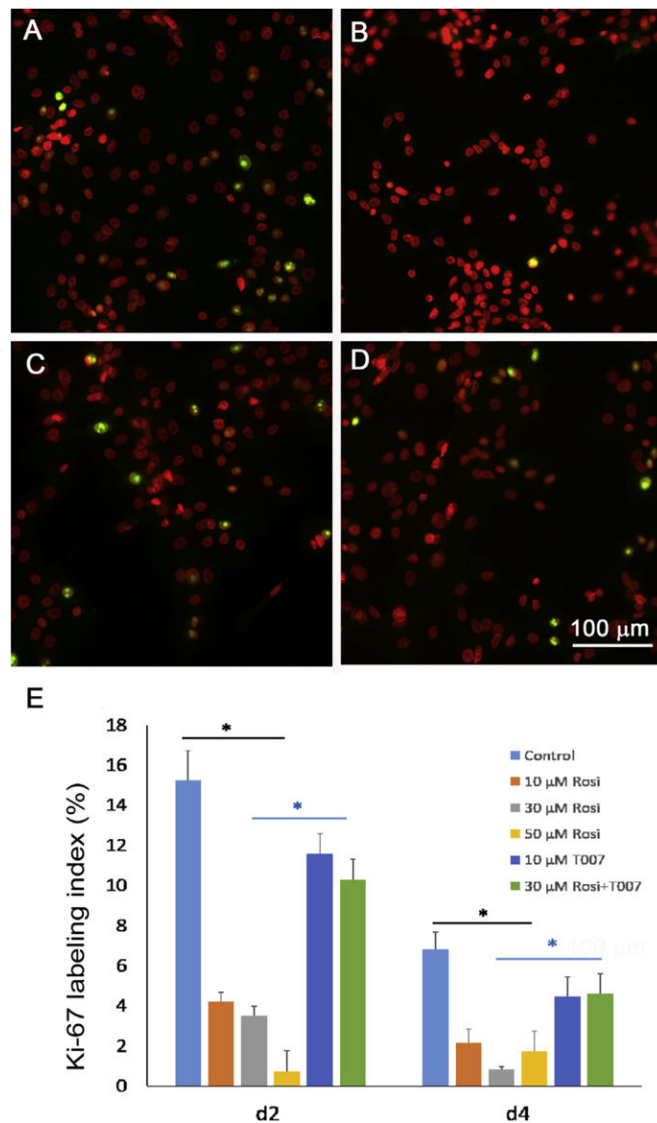 A
B
C
D
100 μm
E
Ki-67 labeling index (%)
18
16
14
12
10
8
6
4
2
0
*
*
*
*
Control
10 μM Rosi
30 μM Rosi
50 μM Rosi
10 μM T007
30 μM Rosi+T007
100 μm
d2
d4